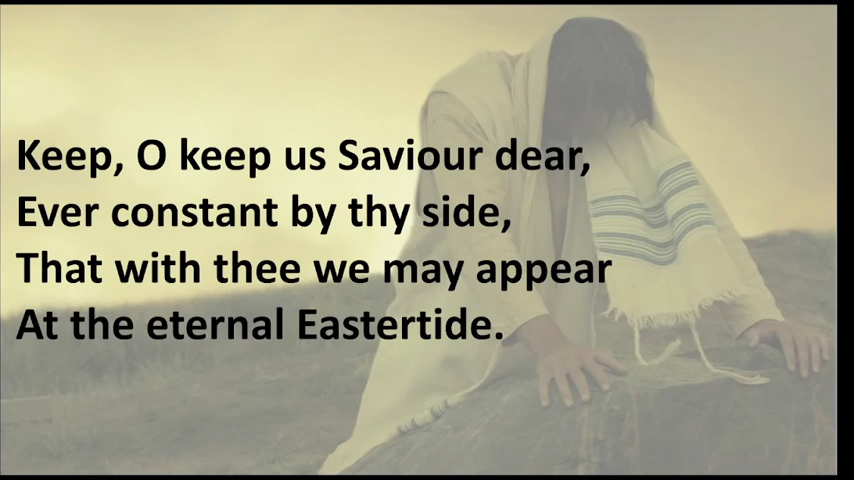 Keep, O keep us Saviour dear,
Ever constant by thy side,
That with thee we may appear
At the eternal Eastertide.